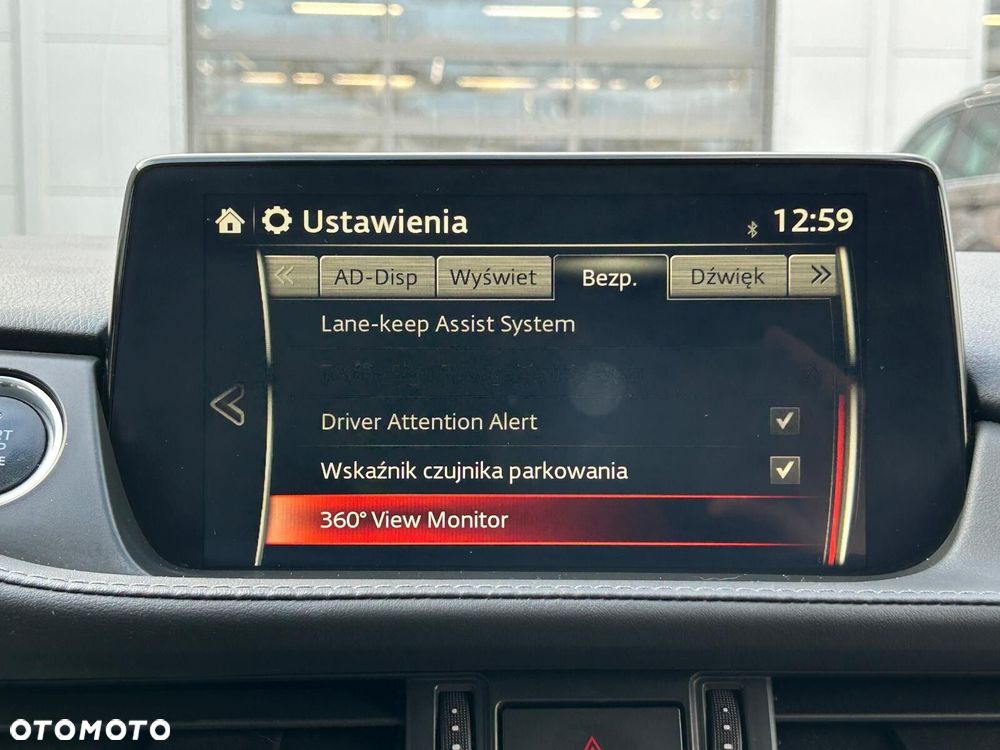 Ustawienia
12:59
AD-Disp
Wyświet
Bezp.
Dźwięk
Lane-keep Assist System
Driver Attention Alert
Wskaźnik czujnika parkowania
360° View Monitor
OTOMOTO